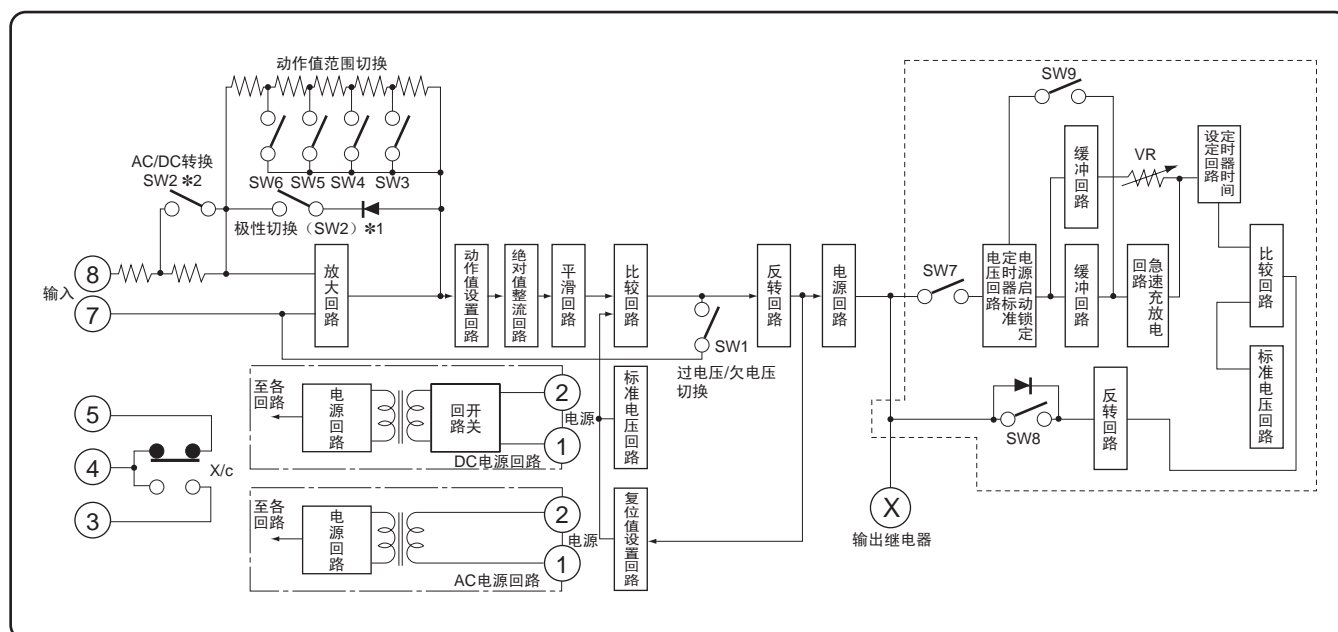 动作值范围切换
AC/DC转换
SW2 *2
SW6
SW5
SW4
SW3
极性切换（SW2）*1
8
输入
7
放大回路
动作值设置回路
绝对值整流回路
平滑回路
比较回路
SW1
过电压/欠电压
切换
反转回路
电源回路
SW7
SW9
电源启动锁定
定时器标准
电压回路
缓冲回路
缓冲回路
VR
急速充放电
回路
定时器时间
设定回路
比较回路
标准电压回路
SW8
反转回路
X
输出继电器
至各
回路
电源回路
开关
回路
2
电源
1
DC电源回路
标准电压回路
5
4
X/c
3
至各
回路
电源回路
2
电源
1
AC电源回路
复位值设置回路